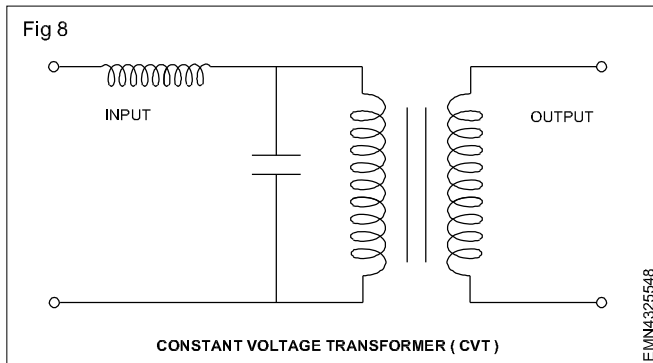 Fig 8
INPUT
OUTPUT
CONSTANT VOLTAGE TRANSFORMER ( CVT )
EMN4325548